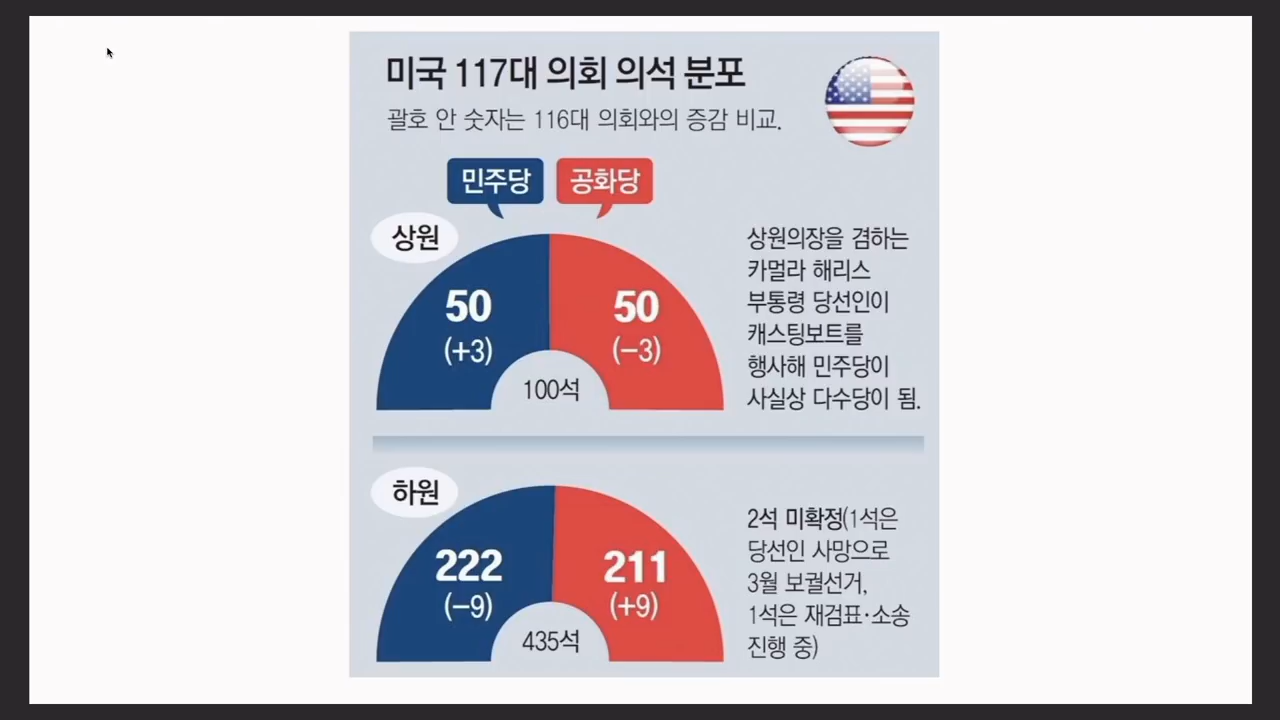 미국 117대 의회 의석 분포
괄호 안 숫자는 116대 의회와의 증감 비교.
민주당
공화당
상원
50
(+3)
50
(−3)
100석
상원의장을 겸하는
카멀라 해리스
부통령 당선인이
캐스팅보트를
행사해 민주당이
사실상 다수당이 됨.
하원
222
(−9)
211
(+9)
435석
2석 미확정(1석은
당선인 사망으로
3월 보궐선거,
1석은 재검표·소송
진행 중)